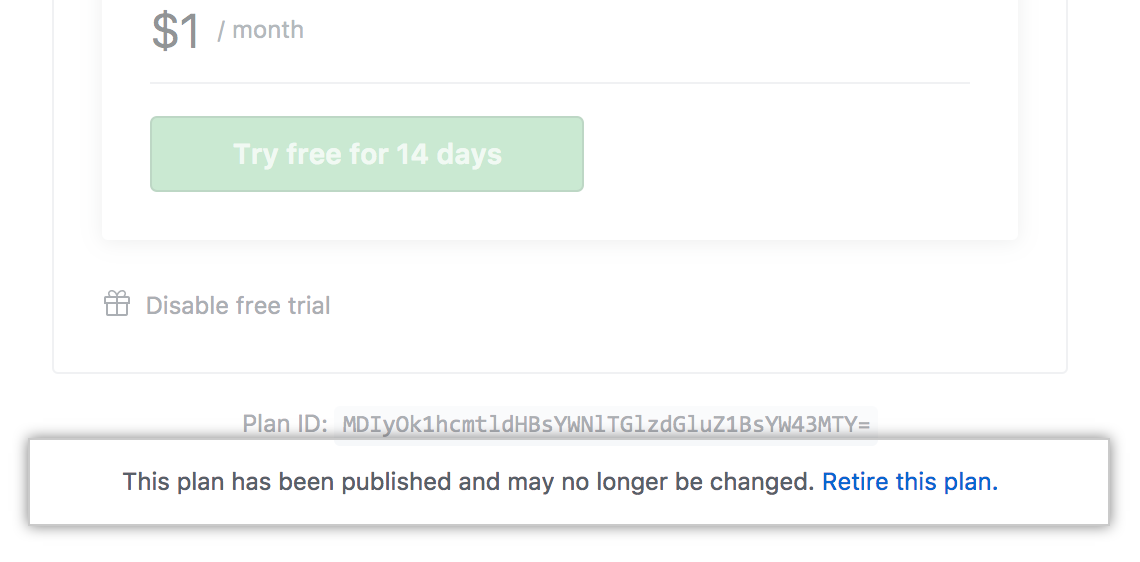 $1 / month
Try free for 14 days
Disable free trial
Plan ID: MDIyOk1hcmtldHBsYWNlTGlzdGluZ1BsYW43MTY=
This plan has been published and may no longer be changed. Retire this plan.